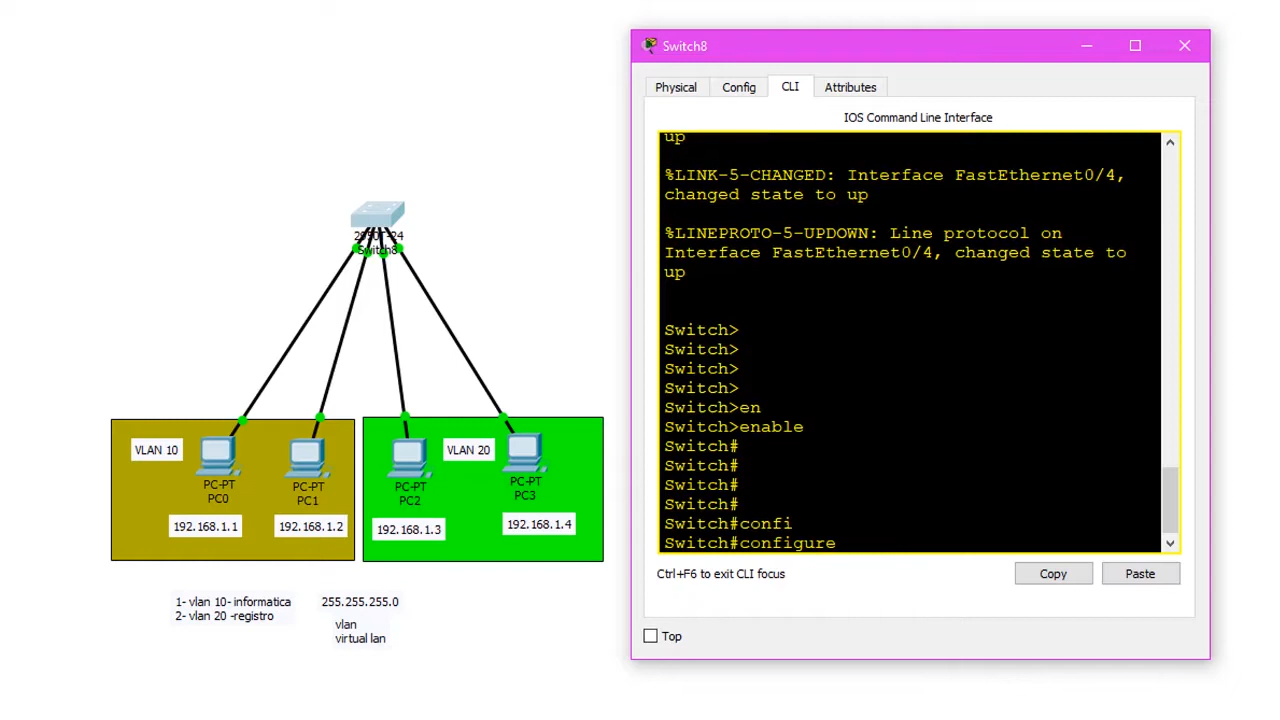 2950T-24
Switch8
VLAN 10
PC-PT
PC0
192.168.1.1
PC-PT
PC1
192.168.1.2
PC-PT
PC2
192.168.1.3
VLAN 20
PC-PT
PC3
192.168.1.4
1- vlan 10- informatica
2- vlan 20 -registro
255.255.255.0
vlan
virtual lan
Switch8
Physical
Config
CLI
Attributes
IOS Command Line Interface
up
%LINK-5-CHANGED: Interface FastEthernet0/4,
changed state to up
%LINEPROTO-5-UPDOWN: Line protocol on
Interface FastEthernet0/4, changed state to
up
Switch>
Switch>
Switch>
Switch>
Switch>en
Switch>enable
Switch#
Switch#
Switch#
Switch#
Switch#confi
Switch#configure
Ctrl+F6 to exit CLI focus
Copy
Paste
Top